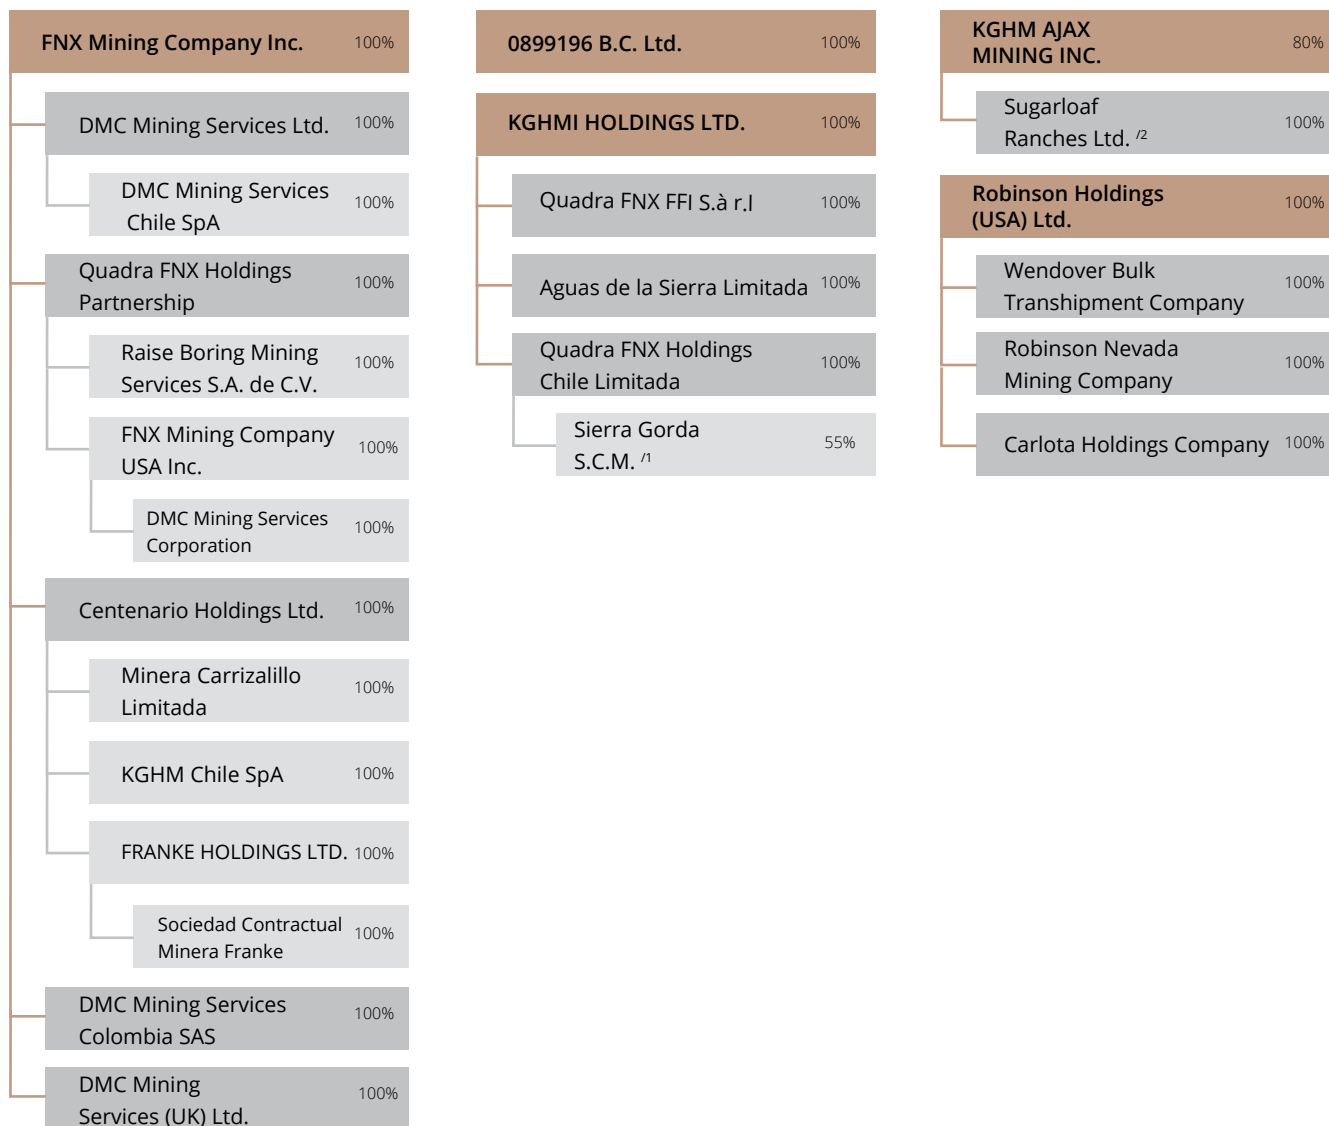 FNX Mining Company Inc. 100%
DMC Mining Services Ltd. 100%
DMC Mining Services
Chile SpA
100%
Quadra FNX Holdings
Partnership
100%
Raise Boring Mining
Services S.A. de C.V.
100%
FNX Mining Company
USA Inc.
100%
DMC Mining Services
Corporation
100%
Centenario Holdings Ltd. 100%
Minera Carrizalillo
Limitada
100%
KGHM Chile SpA 100%
FRANKE HOLDINGS LTD. 100%
Sociedad Contractual
Minera Franke
100%
DMC Mining Services
Colombia SAS
100%
DMC Mining
Services (UK) Ltd.
100%
0899196 B.C. Ltd. 100%
KGHMI HOLDINGS LTD. 100%
Quadra FNX FFI S.à r.l 100%
Aguas de la Sierra Limitada 100%
Quadra FNX Holdings
Chile Limitada
100%
Sierra Gorda
S.C.M. /1
55%
KGHM AJAX
MINING INC.
80%
Sugarloaf
Ranches Ltd. /2
100%
Robinson Holdings
(USA) Ltd.
100%
Wendover Bulk
Transhipment Company
100%
Robinson Nevada
Mining Company
100%
Carlota Holdings Company 100%